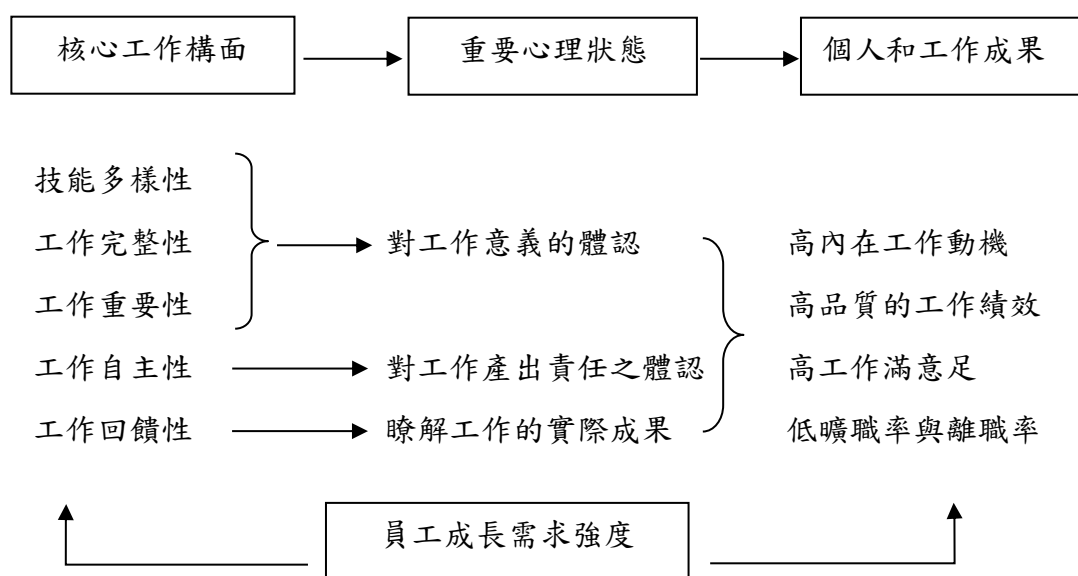 核心工作構面 重要心理狀態 個人和工作成果
技能多樣性
工作完整性 對工作意義的體認 高內在工作動機
工作重要性 高品質的工作績效
工作自主性 對工作產出責任之體認 高工作滿意足
工作回饋性 瞭解工作的實際成果 低曠職率與離職率
員工成長需求強度